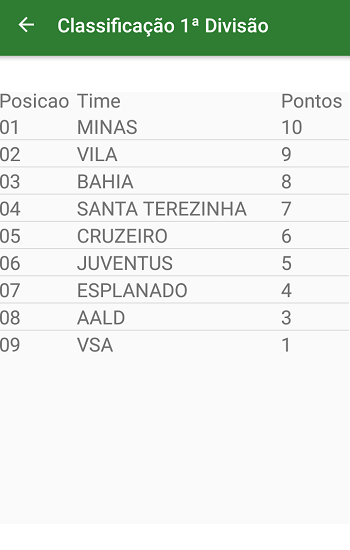 Classificação 1ª Divisão
Posicao Time Pontos
01 MINAS 10
02 VILA 9
03 BAHIA 8
04 SANTA TEREZINHA 7
05 CRUZEIRO 6
06 JUVENTUS 5
07 ESPLANADO 4
08 AALD 3
09 VSA 1